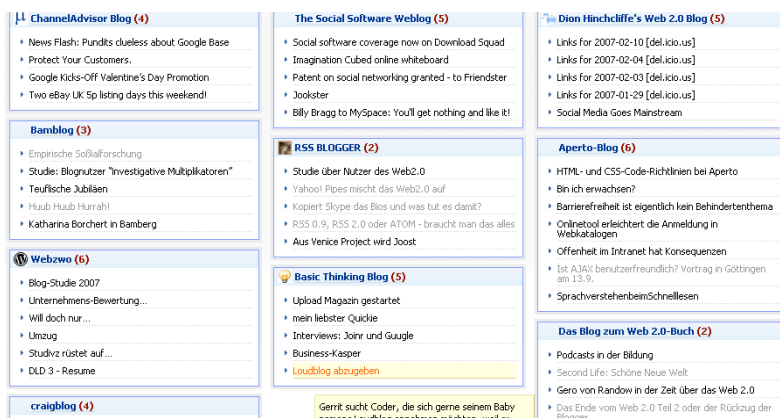 ChannelAdvisor Blog (4)
News Flash: Pundits clueless about Google Base
Protect Your Customers.
Google Kicks-Off Valentine's Day Promotion
Two eBay UK 5p listing days this weekend!
Bamblog (3)
Empirische Soßialforschung
Studie: Blognutzer "Investigative Multiplikatoren"
Teuflische Jubiläen
Huub Huub Hurrah!
Katharina Borchert in Bamberg
Webzwo (6)
Blog-Studie 2007
Unternehmens-Bewertung...
Will doch nur...
Umzug
Studivz rüstet auf...
DLD 3 - Resume
craigblog (4)
The Social Software Weblog (5)
Social software coverage now on Download Squad
Imagination Cubed online whiteboard
Patent on social networking granted - to Friendster
Jookster
Billy Bragg to MySpace: You'll get nothing and like it!
RSS BLOGGER (2)
Studie über Nutzer des Web2.0
Yahoo! Pipes mischt das Web2.0 auf
Kopiert Skype das Bios und was tut es damit?
RSS 0.9, RSS 2.0 oder ATOM - braucht man das alles
Aus Venice Project wird Joost
Basic Thinking Blog (5)
Upload Magazin gestartet
mein liebster Quickie
Interviews: Joinr und Guugle
Business-Kasper
Loudblog abzugeben
Gerrit sucht Coder, die sich gerne seinem Baby
Dion Hinchcliffe's Web 2.0 Blog (5)
Links for 2007-02-10 [del.icio.us]
Links for 2007-02-04 [del.icio.us]
Links for 2007-02-03 [del.icio.us]
Links for 2007-01-29 [del.icio.us]
Social Media Goes Mainstream
Aperto-Blog (6)
HTML- und CSS-Code-Richtlinien bei Aperto
Bin ich erwachsen?
Barrierefreiheit ist eigentlich kein Behindertenthema
Onlinetool erleichtert die Anmeldung in
Webkatalogen
Offenheit im Intranet hat Konsequenzen
Ist AJAX benutzerfreundlich? Vortrag in Göttingen
am 13.9.
SprachverstehenbeimSchnelllesen
Das Blog zum Web 2.0-Buch (2)
Podcasts in der Bildung
Second Life: Schöne Neue Welt
Gero von Randow in der Zeit über das Web 2.0
Das Ende vom Web 2.0 Teil 2 oder der Rückzug der
Blogger